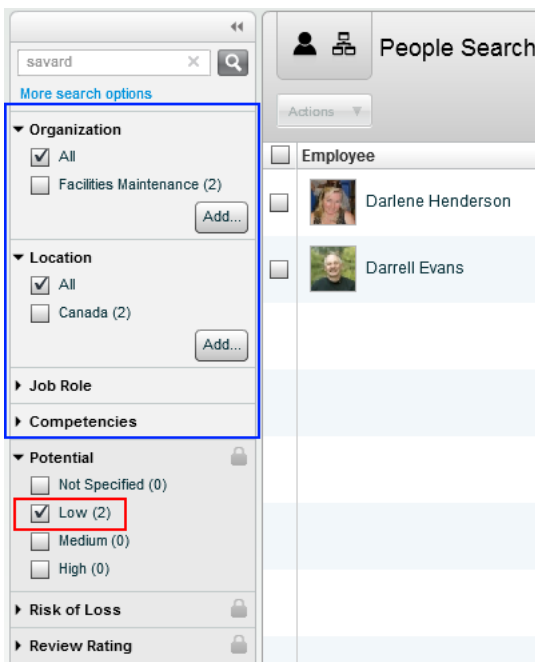 savard
More search options
Organization
All
Facilities Maintenance (2)
Add...
Location
All
Canada (2)
Add...
Job Role
Competencies
Potential
Not Specified (0)
Low (2)
Medium (0)
High (0)
Risk of Loss
Review Rating
People Search
Actions
Employee
Darlene Henderson
Darrell Evans